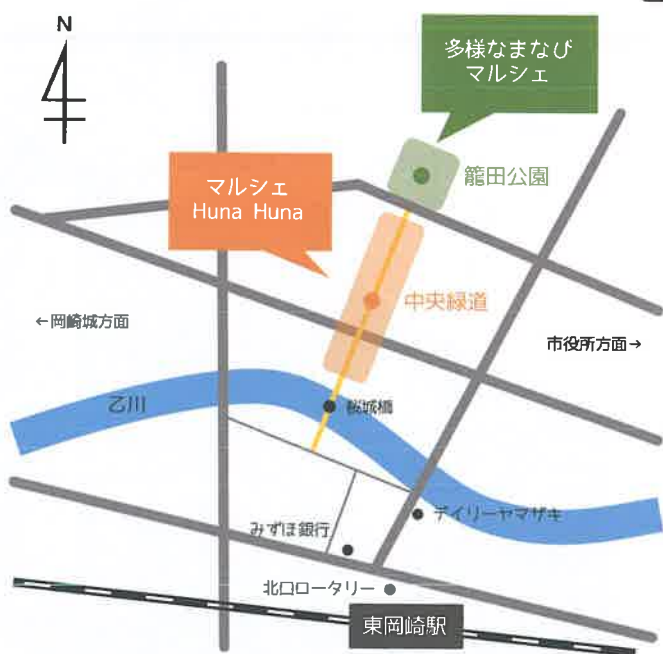 N
多様なまなび
マルシェ
マルシェ
Huna Huna
籠田公園
中央緑道
←岡崎城方面
市役所方面→
乙川
桜城橋
デイリーヤマザキ
みずほ銀行
北口ロータリー
東岡崎駅